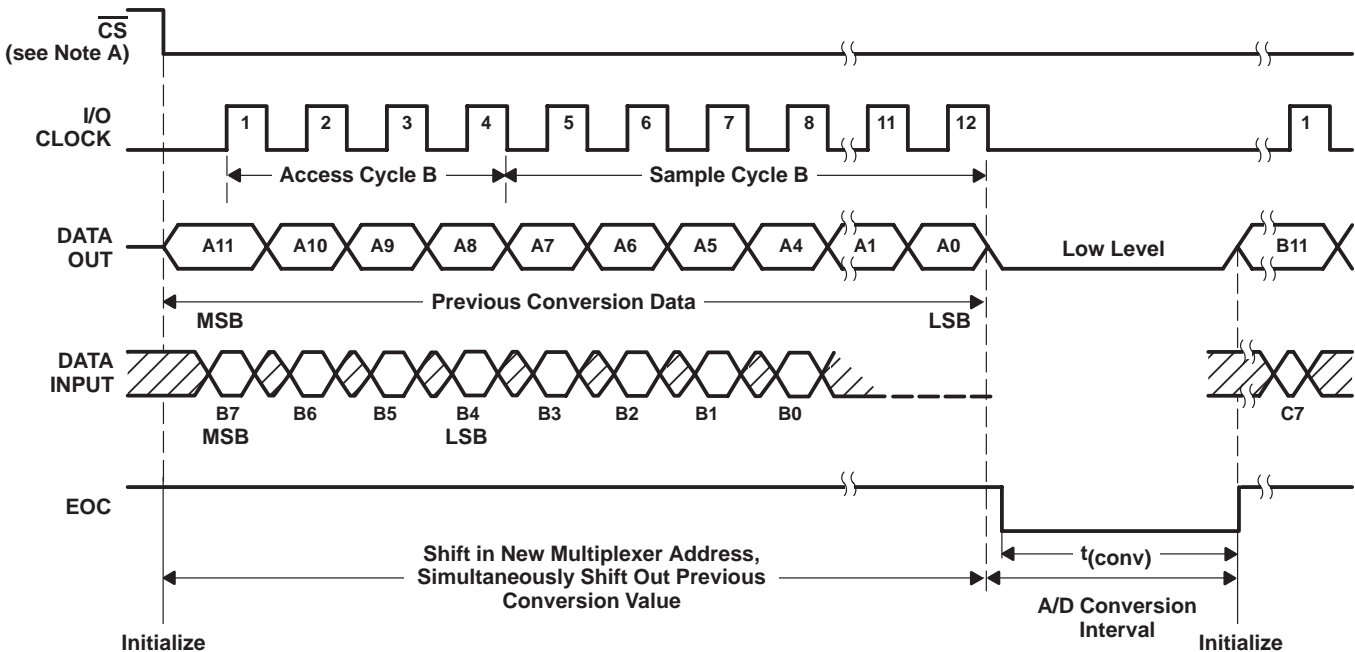 CS
(see Note A)
I/O
CLOCK
1 2 3 4 5 6 7 8 11 12 1
Access Cycle B Sample Cycle B
DATA
OUT
A11 A10 A9 A8 A7 A6 A5 A4 A1 A0 Low Level B11
Previous Conversion Data
MSB LSB
DATA
INPUT
B7 B6 B5 B4 B3 B2 B1 B0 C7
MSB LSB
EOC
Shift in New Multiplexer Address,
Simultaneously Shift Out Previous
Conversion Value
t(conv)
A/D Conversion
Interval
Initialize Initialize